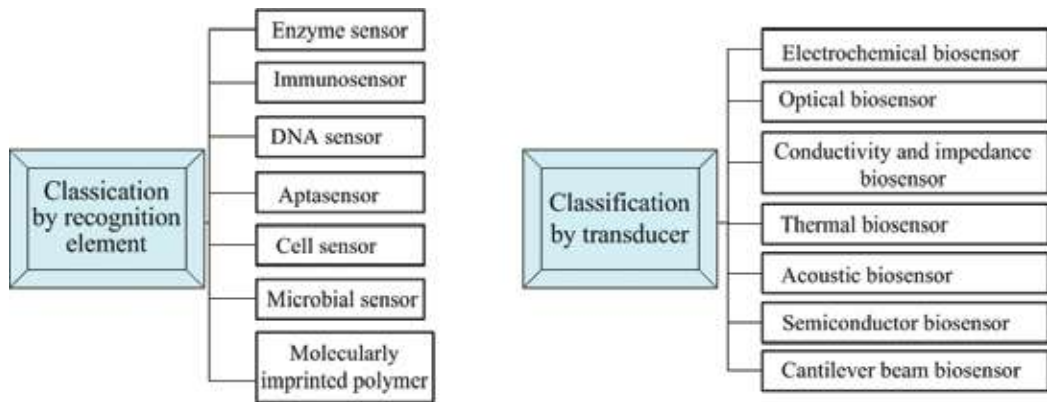 Classication
by recognition
element
Enzyme sensor
Immunosensor
DNA sensor
Aptasensor
Cell sensor
Microbial sensor
Molecularly
imprinted polymer
Classification
by transducer
Electrochemical biosensor
Optical biosensor
Conductivity and impedance
biosensor
Thermal biosensor
Acoustic biosensor
Semiconductor biosensor
Cantilever beam biosensor